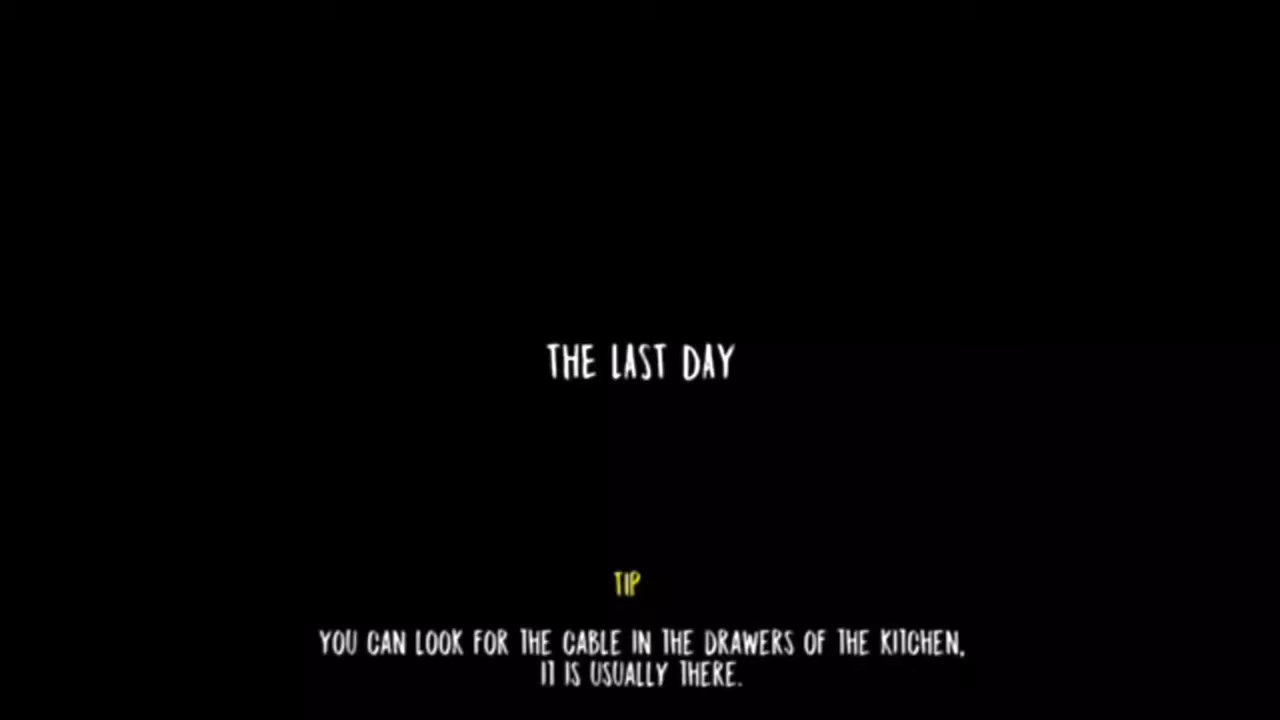 THE LAST DAY
TIP
YOU CAN LOOK FOR THE CABLE IN THE DRAWERS OF THE KITCHEN,
IT IS USUALLY THERE.